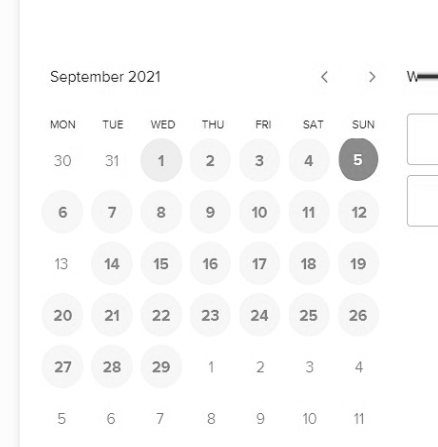 September 2021
W
MON TUE WED THU FRI SAT SUN
30 31 1 2 3 4 5
6 7 8 9 10 11 12
13 14 15 16 17 18 19
20 21 22 23 24 25 26
27 28 29 1 2 3 4
5 6 7 8 9 10 11